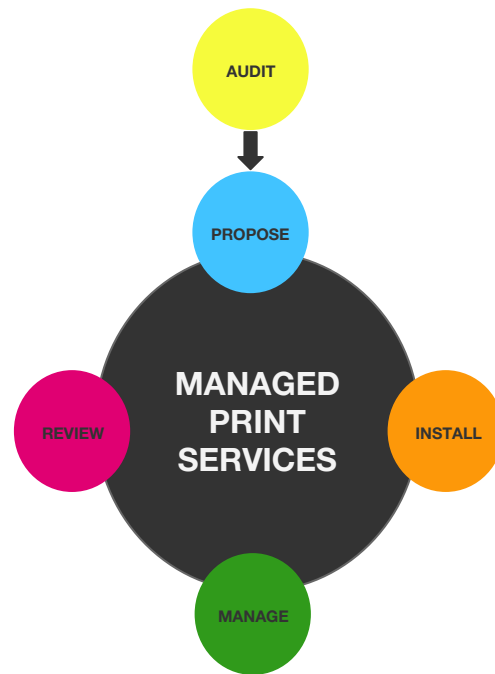 AUDIT
PROPOSE
MANAGED
PRINT
SERVICES
REVIEW
INSTALL
MANAGE